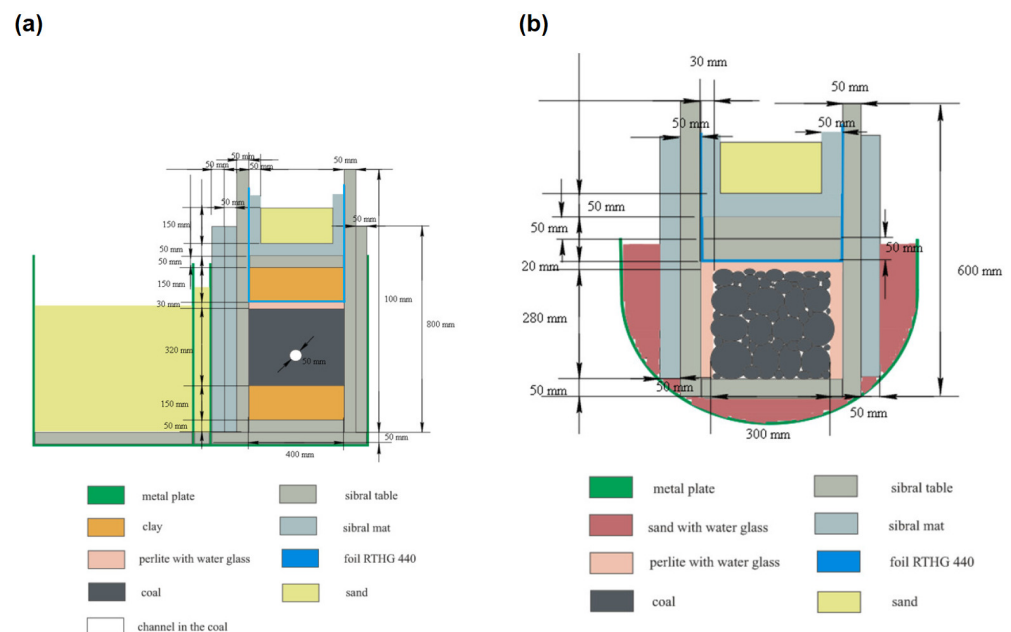 (a)
50 mm
50 mm
50 mm
50 mm
50 mm
150 mm
50 mm
50 mm
50 mm
150 mm
30 mm
100 mm
800 mm
320 mm
50 mm
150 mm
50 mm
50 mm
400 mm
metal plate
sibral table
clay
sibral mat
perlite with water glass
foil RTHG 440
coal
sand
channel in the coal
(b)
30 mm
50 mm
50 mm
50 mm
50 mm
50 mm
50 mm
20 mm
600 mm
280 mm
50 mm
50 mm
50 mm
300 mm
metal plate
sibral table
sand with water glass
sibral mat
perlite with water glass
foil RTHG 440
coal
sand